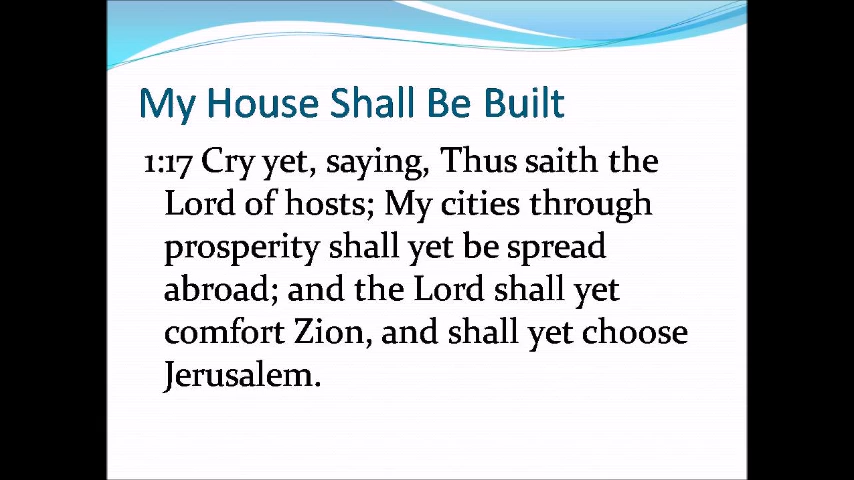 My House Shall Be Built
1:17 Cry yet, saying, Thus saith the
Lord of hosts; My cities through
prosperity shall yet be spread
abroad; and the Lord shall yet
comfort Zion, and shall yet choose
Jerusalem.